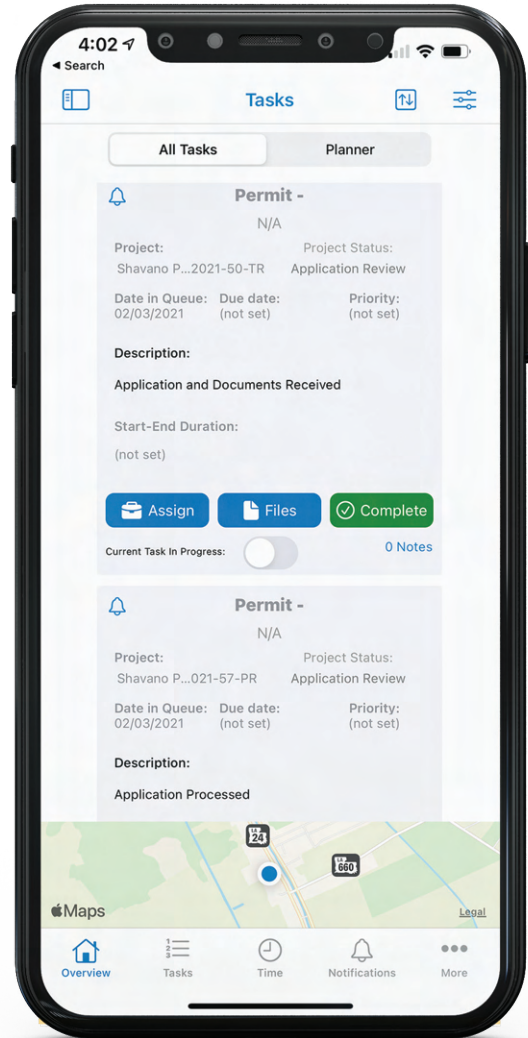 4:02
◀ Search
Tasks
All Tasks Planner
Permit -
N/A
Project: Project Status:
Shavano P...2021-50-TR Application Review
Date in Queue: Due date: Priority:
02/03/2021 (not set) (not set)
Description:
Application and Documents Received
Start-End Duration:
(not set)
Assign Files Complete
Current Task In Progress: 0 Notes
Permit -
N/A
Project: Project Status:
Shavano P...021-57-PR Application Review
Date in Queue: Due date: Priority:
02/03/2021 (not set) (not set)
Description:
Application Processed
24
660
Maps
Legal
Overview Tasks Time Notifications More